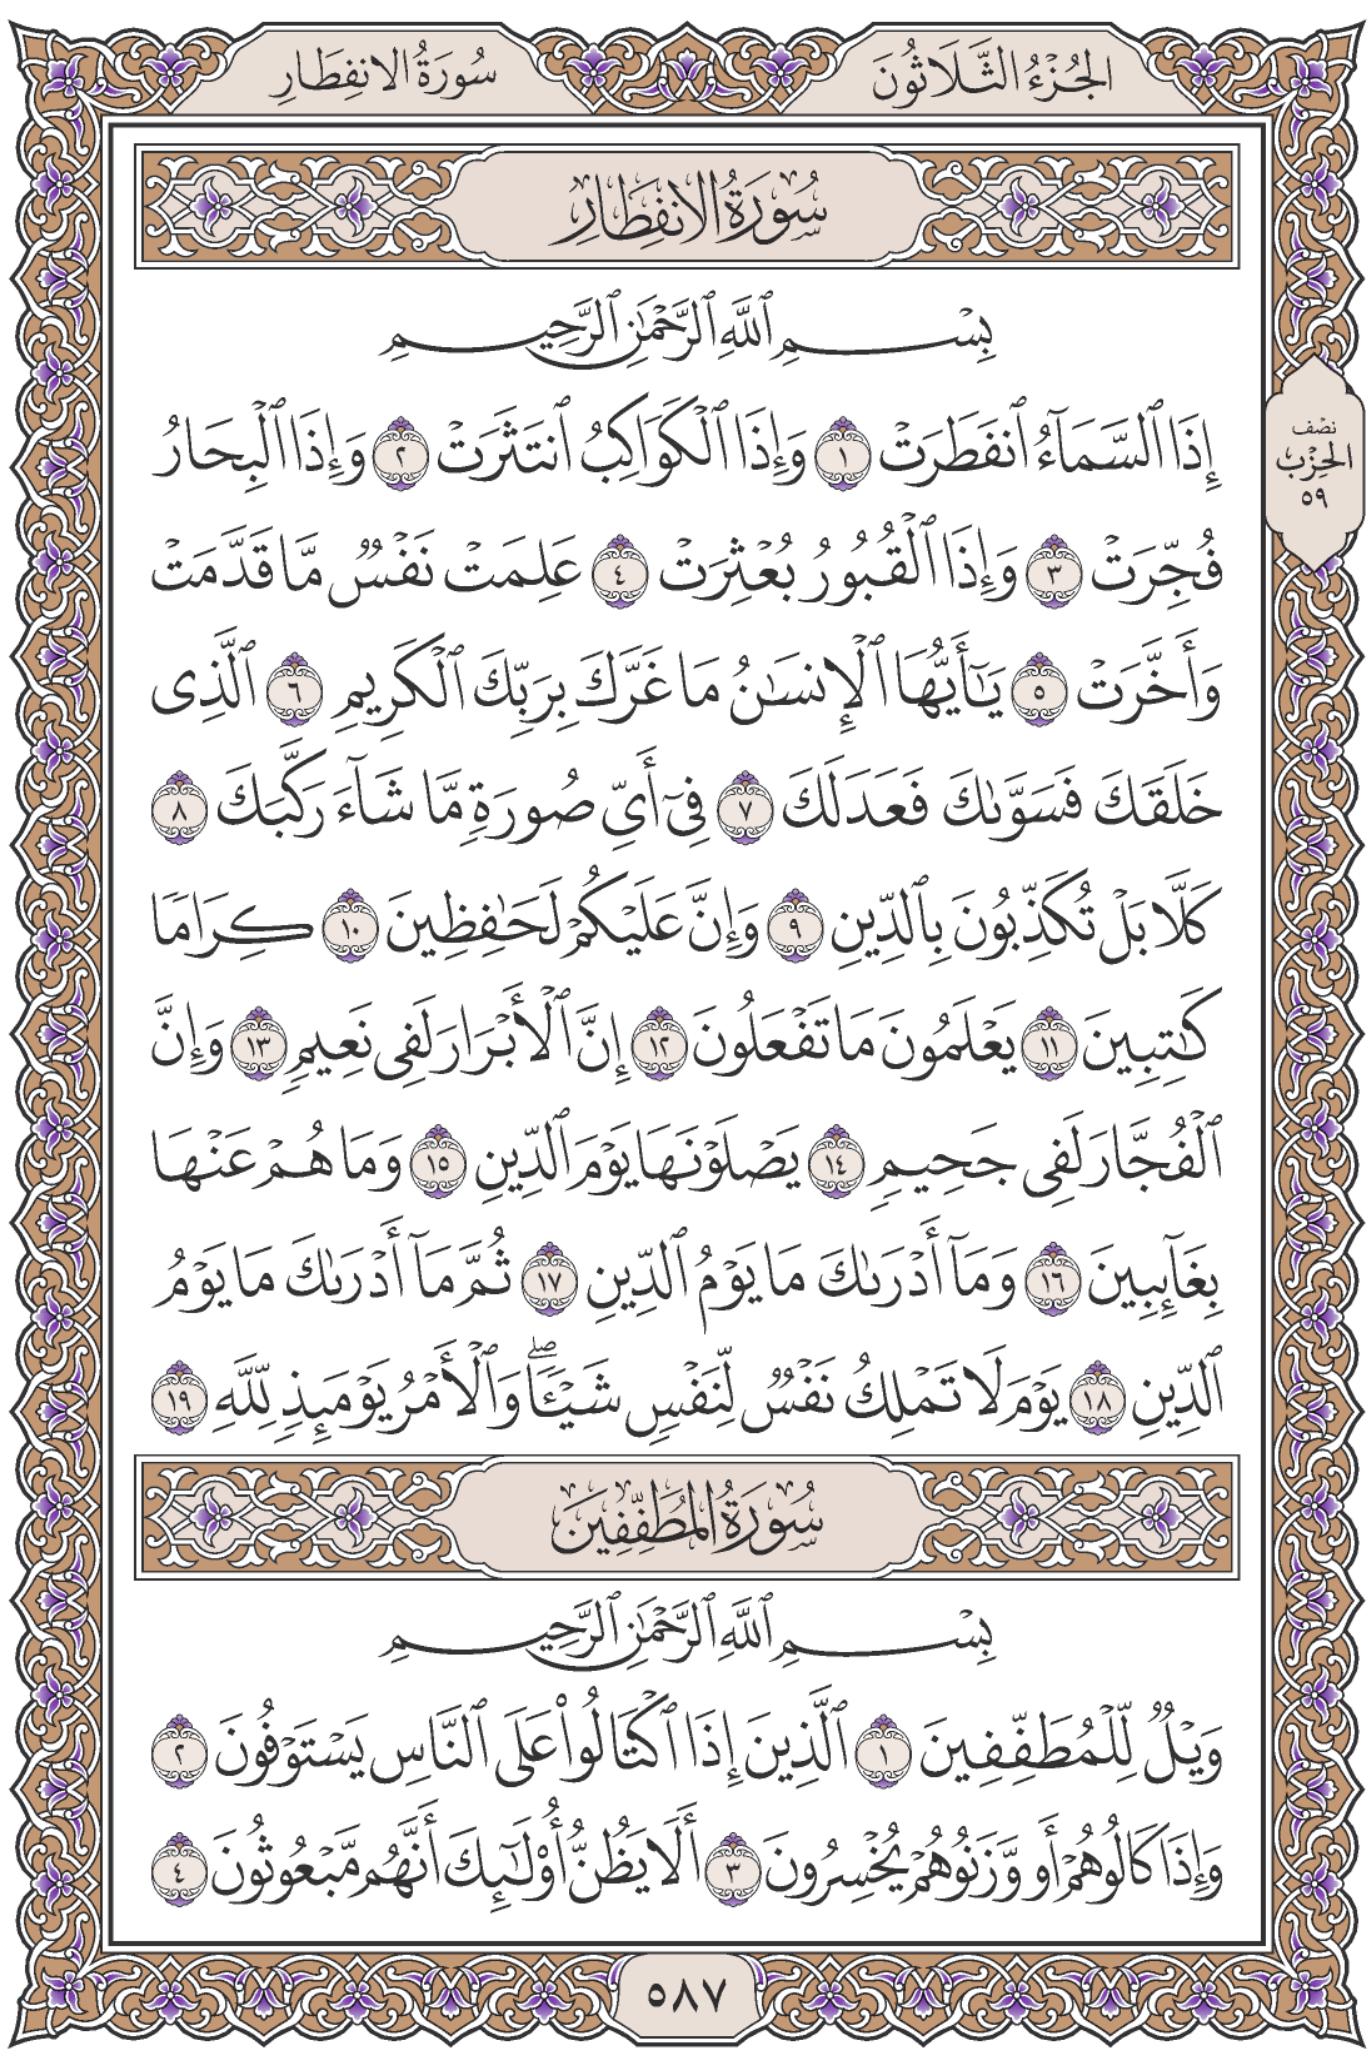 الجُزْءُ الثَّلَاثُونَ
سُورَةُ الانفِطَارِ
سُورَةُ الانفِطَارِ
بِسْمِ ٱللَّهِ ٱلرَّحْمَٰنِ ٱلرَّحِيمِ
إِذَا ٱلسَّمَآءُ ٱنفَطَرَتْ ١ وَإِذَا ٱلْكَوَاكِبُ ٱنتَثَرَتْ ٢ وَإِذَا ٱلْبِحَارُ
نصْف
الحِزْب
٥٩
فُجِّرَتْ ٣ وَإِذَا ٱلْقُبُورُ بُعْثِرَتْ ٤ عَلِمَتْ نَفْسٌ مَّا قَدَّمَتْ
وَأَخَّرَتْ ٥ يَٰٓأَيُّهَا ٱلْإِنسَٰنُ مَا غَرَّكَ بِرَبِّكَ ٱلْكَرِيمِ ٦ ٱلَّذِى
خَلَقَكَ فَسَوَّىٰكَ فَعَدَلَكَ ٧ فِىٓ أَىِّ صُورَةٍ مَّا شَآءَ رَكَّبَكَ ٨
كَلَّا بَلْ تُكَذِّبُونَ بِٱلدِّينِ ٩ وَإِنَّ عَلَيْكُمْ لَحَٰفِظِينَ ١٠ كِرَامًا
كَٰتِبِينَ ١١ يَعْلَمُونَ مَا تَفْعَلُونَ ١٢ إِنَّ ٱلْأَبْرَارَ لَفِى نَعِيمٍ ١٣ وَإِنَّ
ٱلْفُجَّارَ لَفِى جَحِيمٍ ١٤ يَصْلَوْنَهَا يَوْمَ ٱلدِّينِ ١٥ وَمَا هُمْ عَنْهَا
بِغَآئِبِينَ ١٦ وَمَآ أَدْرَىٰكَ مَا يَوْمُ ٱلدِّينِ ١٧ ثُمَّ مَآ أَدْرَىٰكَ مَا يَوْمُ
ٱلدِّينِ ١٨ يَوْمَ لَا تَمْلِكُ نَفْسٌ لِّنَفْسٍ شَيْـًٔا ۖ وَٱلْأَمْرُ يَوْمَئِذٍ لِّلَّهِ ١٩
سُورَةُ المُطَفِّفِينَ
بِسْمِ ٱللَّهِ ٱلرَّحْمَٰنِ ٱلرَّحِيمِ
وَيْلٌ لِّلْمُطَفِّفِينَ ١ ٱلَّذِينَ إِذَا ٱكْتَالُوا۟ عَلَى ٱلنَّاسِ يَسْتَوْفُونَ ٢
وَإِذَا كَالُوهُمْ أَو وَّزَنُوهُمْ يُخْسِرُونَ ٣ أَلَا يَظُنُّ أُو۟لَٰٓئِكَ أَنَّهُم مَّبْعُوثُونَ ٤
٥٨٧